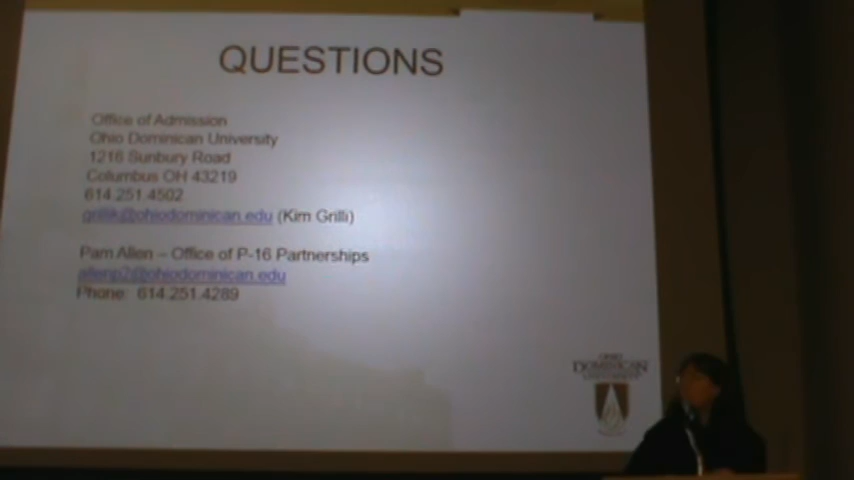 QUESTIONS
Office of Admission
Ohio Dominican University
1216 Sunbury Road
Columbus OH 43219
614.251.4502
grillik@ohiodominican.edu (Kim Grilli)
Pam Allen – Office of P-16 Partnerships
allenp2@ohiodominican.edu
Phone: 614.251.4289
OHIO
DOMINICAN